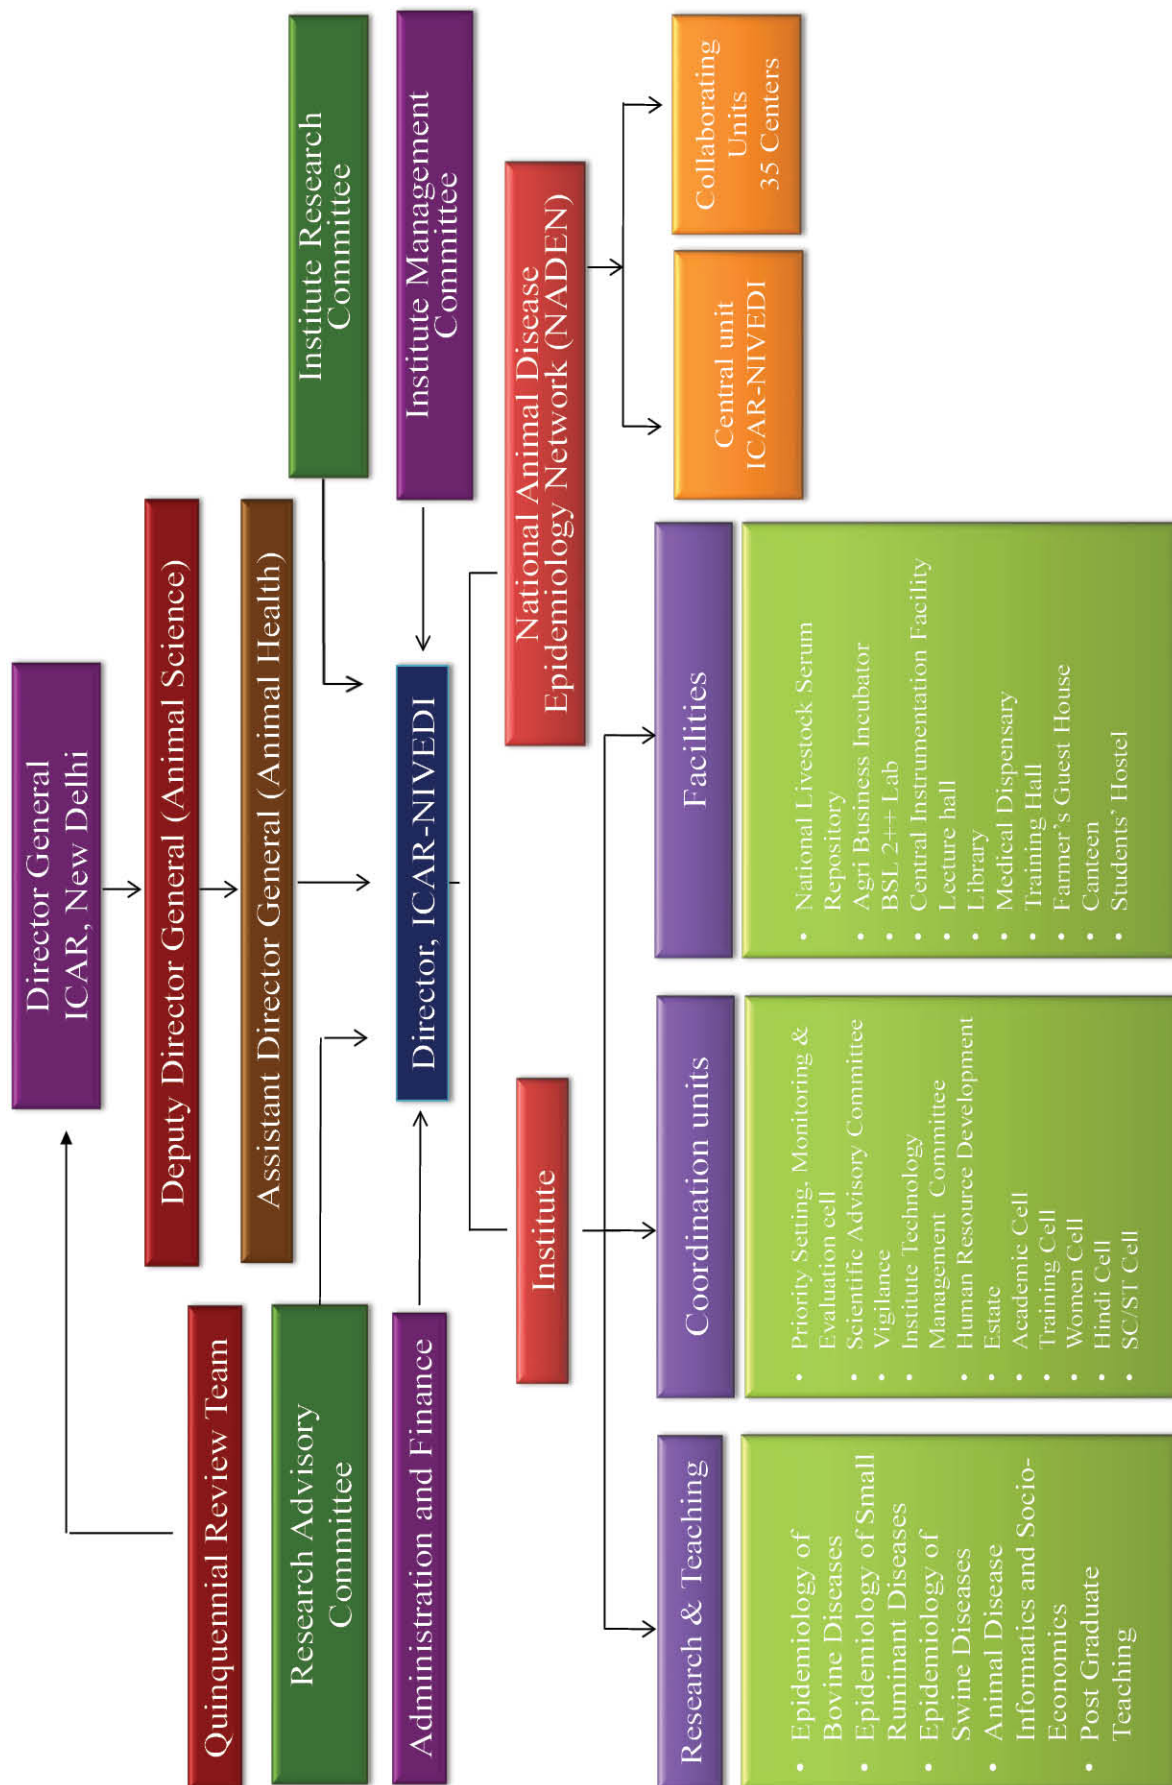 Director General
ICAR, New Delhi
Deputy Director General (Animal Science)
Assistant Director General (Animal Health)
Quinquennial Review Team
Research Advisory
Committee
Administration and Finance
Institute Research
Committee
Institute Management
Committee
Director, ICAR-NIVEDI
Institute
National Animal Disease
Epidemiology Network (NADEN)
Central unit
ICAR-NIVEDI
Collaborating
Units
35 Centers
Research & Teaching
• Epidemiology of
Bovine Diseases
• Epidemiology of Small
Ruminant Diseases
• Epidemiology of
Swine Diseases
• Animal Disease
Informatics and Socio-
Economics
• Post Graduate
Teaching
Coordination units
• Priority Setting, Monitoring &
Evaluation cell
• Scientific Advisory Committee
• Vigilance
• Institute Technology
Management Committee
• Human Resource Development
• Estate
• Academic Cell
• Training Cell
• Women Cell
• Hindi Cell
• SC/ST Cell
Facilities
• National Livestock Serum
Repository
• Agri Business Incubator
• BSL 2++ Lab
• Central Instrumentation Facility
• Lecture hall
• Library
• Medical Dispensary
• Training Hall
• Farmer's Guest House
• Canteen
• Students' Hostel